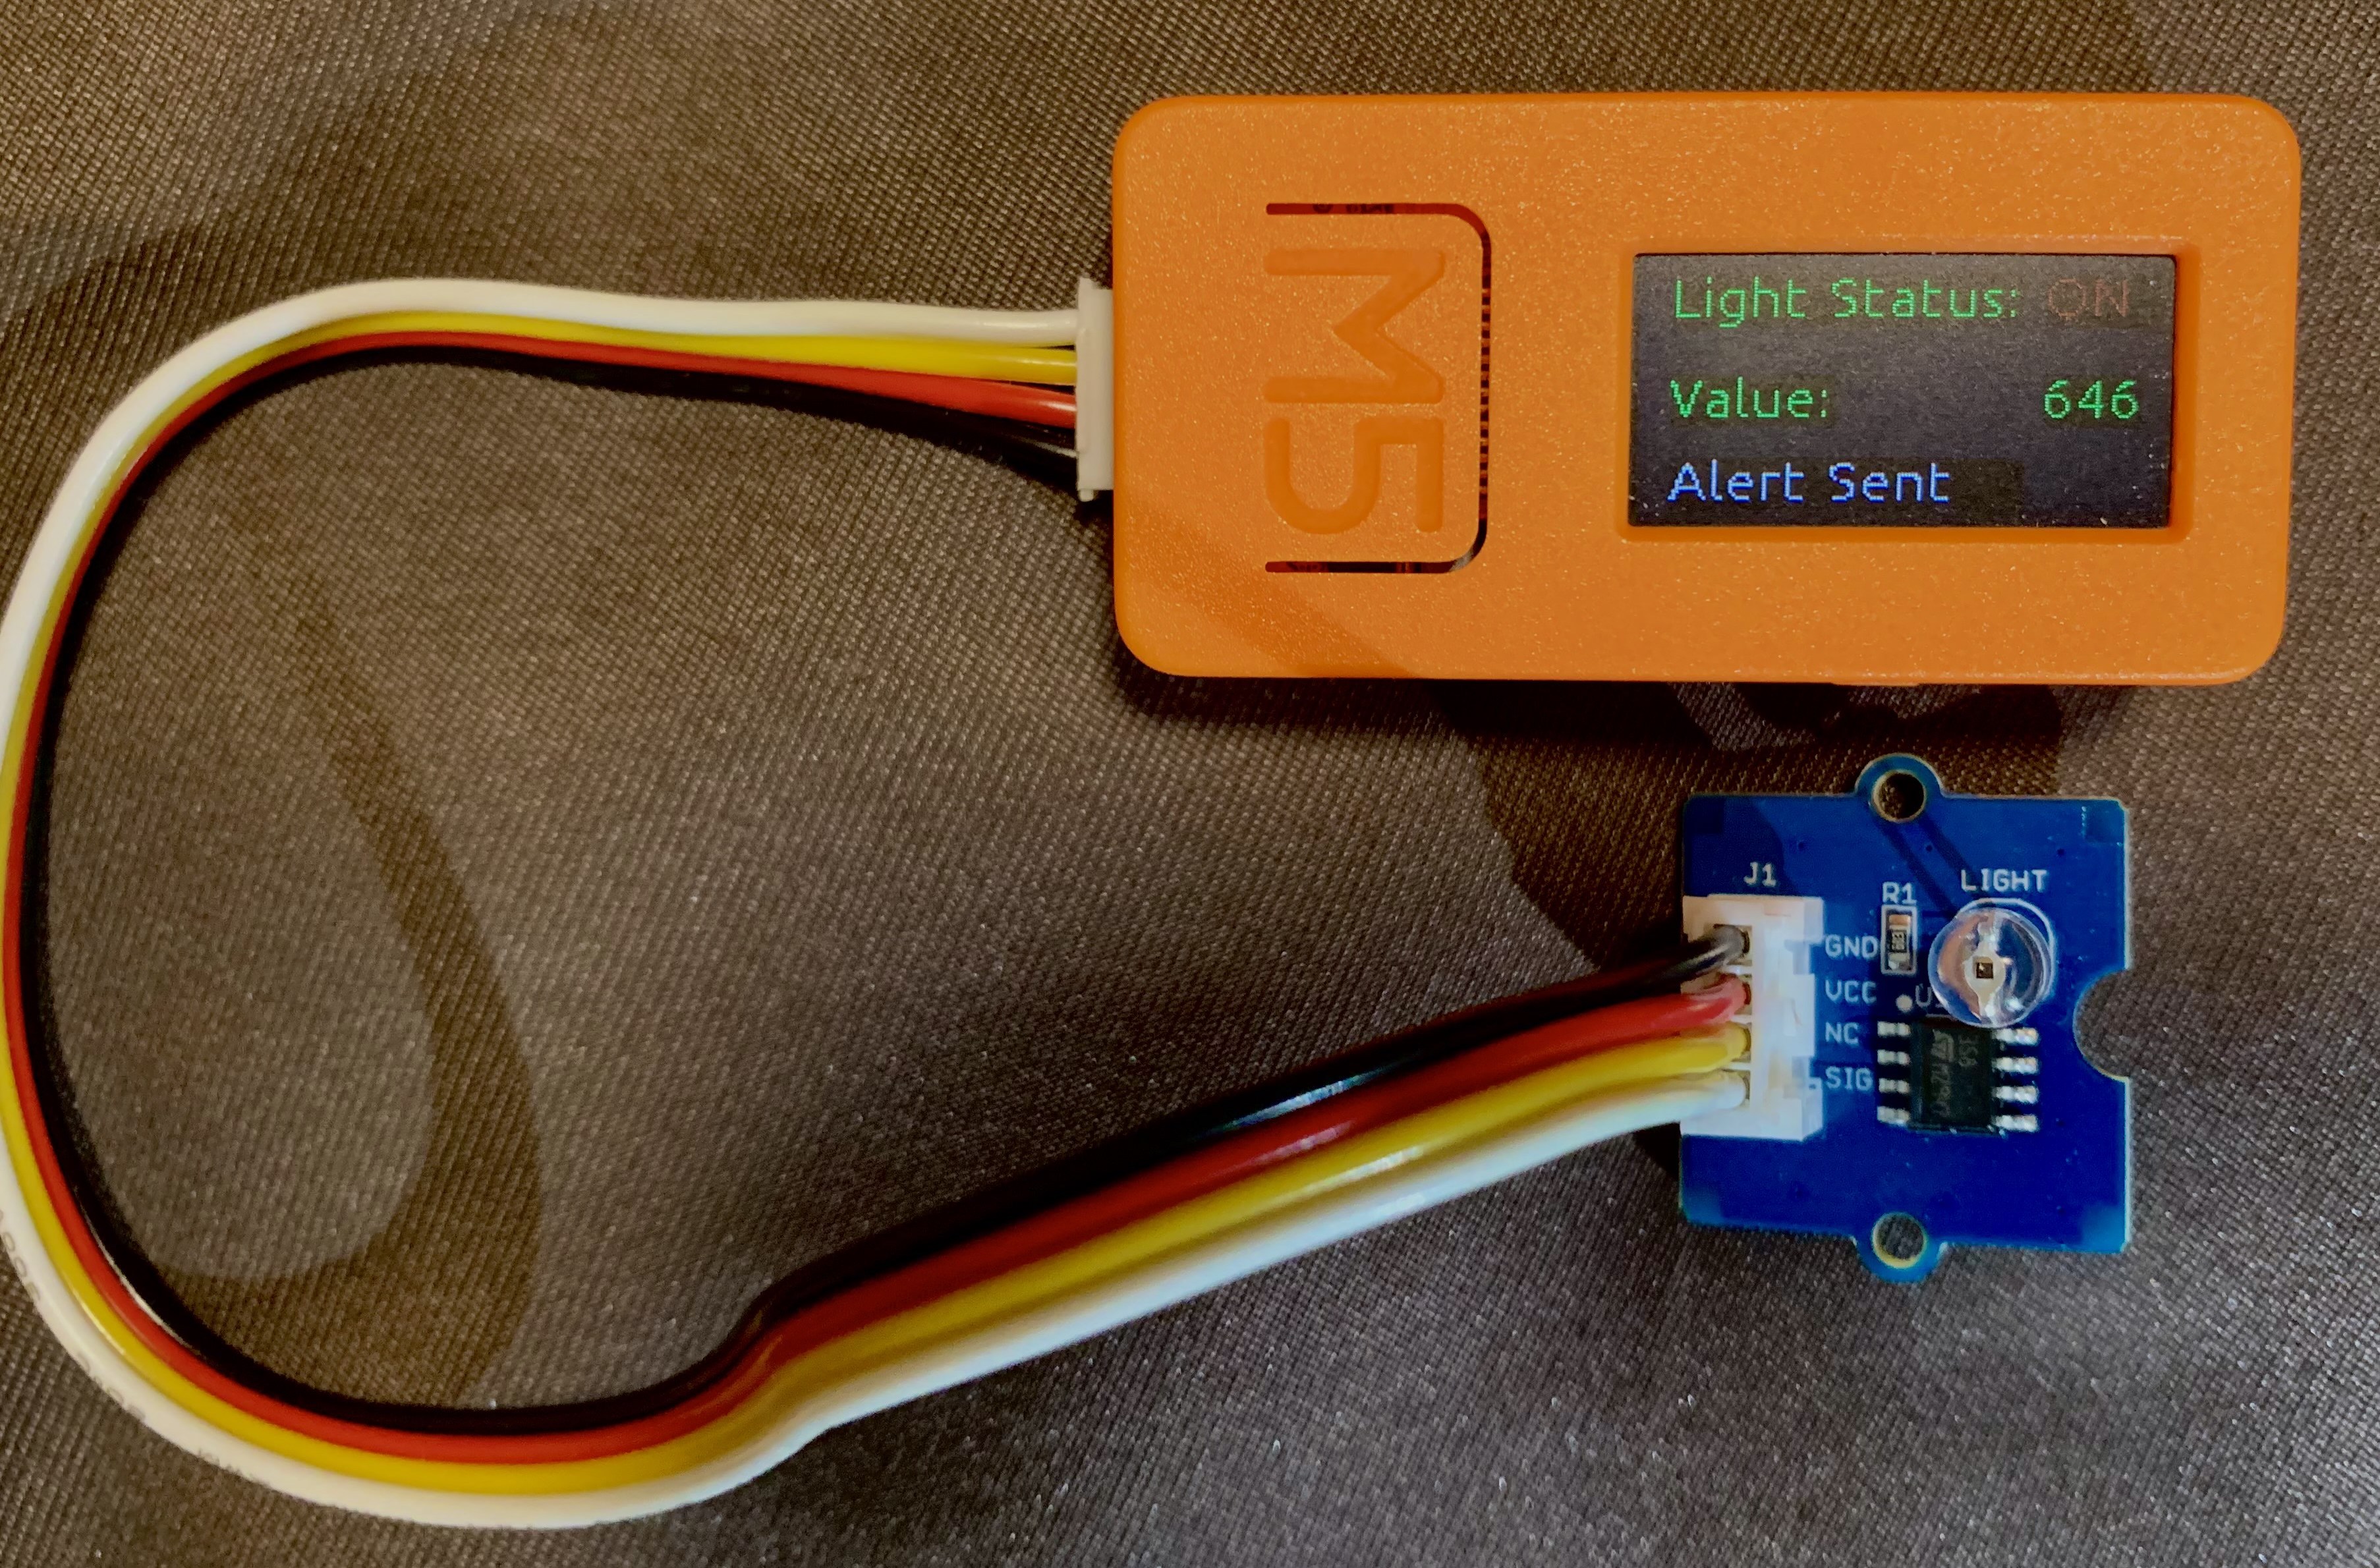 M5
Light Status: ON
Value: 646
Alert Sent
J1
R1
LIGHT
GND
VCC
NC
SIG